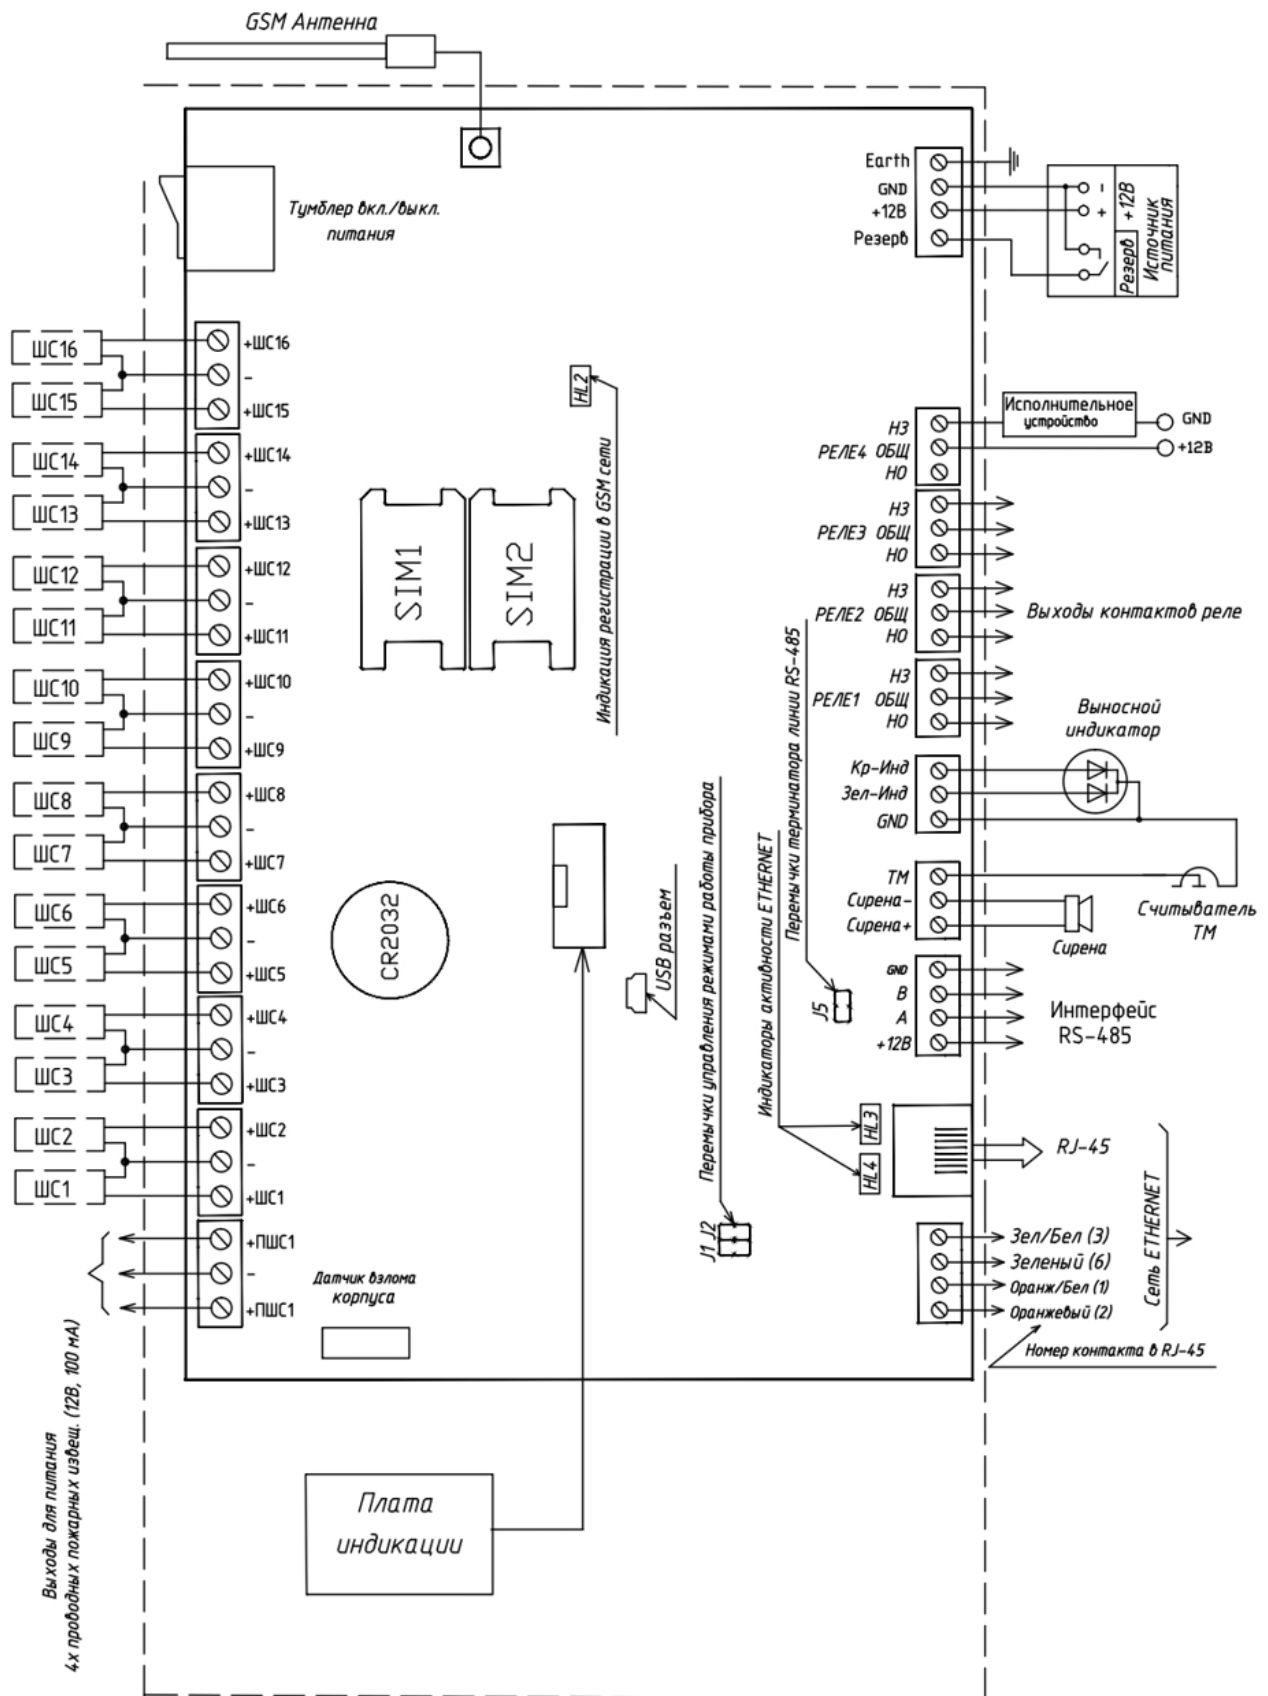 GSM Антенна
Тумблер вкл./выкл.
питания
Earth
GND
+12В
Резерв
-
+
+12В
Резерв
Источник
питания
ШС16
ШС15
+ШС16
-
+ШС15
ШС14
ШС13
+ШС14
-
+ШС13
ШС12
ШС11
+ШС12
-
+ШС11
ШС10
ШС9
+ШС10
-
+ШС9
ШС8
ШС7
+ШС8
-
+ШС7
ШС6
ШС5
+ШС6
-
+ШС5
ШС4
ШС3
+ШС4
-
+ШС3
ШС2
ШС1
+ШС2
-
+ШС1
+ПШС1
-
+ПШС1
Выходы для питания
4х проводных пожарных извещ. (12В, 100 мА)
HL2
Индикация регистрации в GSM сети
SIM1
SIM2
CR2032
USB разъем
Перемычки управления режимами работы прибора
J1 J2
Индикаторы активности ETHERNET
HL3
HL4
Перемычки терминатора линии RS-485
J5
Датчик взлома
корпуса
Плата
индикации
НЗ
РЕЛЕ4 ОБЩ
НО
Исполнительное
устройство
GND
+12В
НЗ
РЕЛЕ3 ОБЩ
НО
НЗ
РЕЛЕ2 ОБЩ
НО
Выходы контактов реле
НЗ
РЕЛЕ1 ОБЩ
НО
Выносной
индикатор
Кр-Инд
Зел-Инд
GND
ТМ
Сирена-
Сирена+
Сирена
Считыватель
ТМ
GND
В
А
+12В
Интерфейс
RS-485
RJ-45
Зел/Бел (3)
Зеленый (6)
Оранж/Бел (1)
Оранжевый (2)
Сеть ETHERNET
Номер контакта в RJ-45